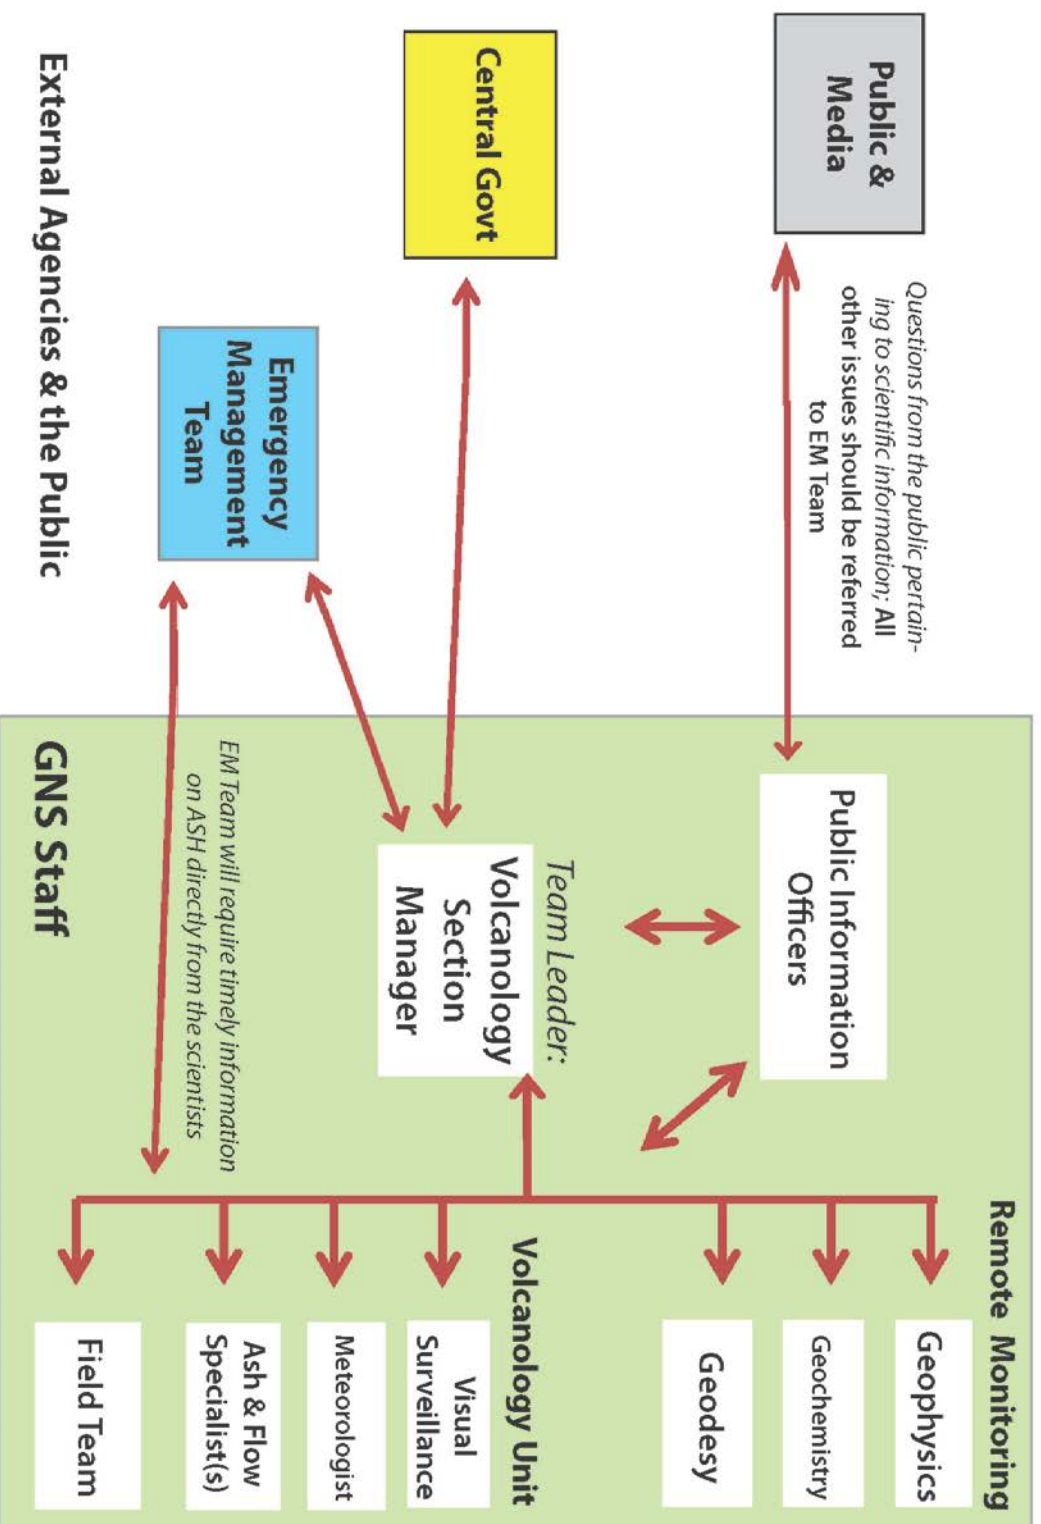 Public &
Media
Questions from the public pertain-
ing to scientific information; All
other issues should be referred
to EM Team
Public Information
Officers
Remote Monitoring
Geophysics
Geochemistry
Geodesy
Central Govt
Team Leader:
Volcanology
Section
Manager
Volcanology Unit
Visual
Surveillance
Meteorologist
Ash & Flow
Specialist(s)
Field Team
Emergency
Management
Team
EM Team will require timely information
on ASH directly from the scientists
External Agencies & the Public
GNS Staff